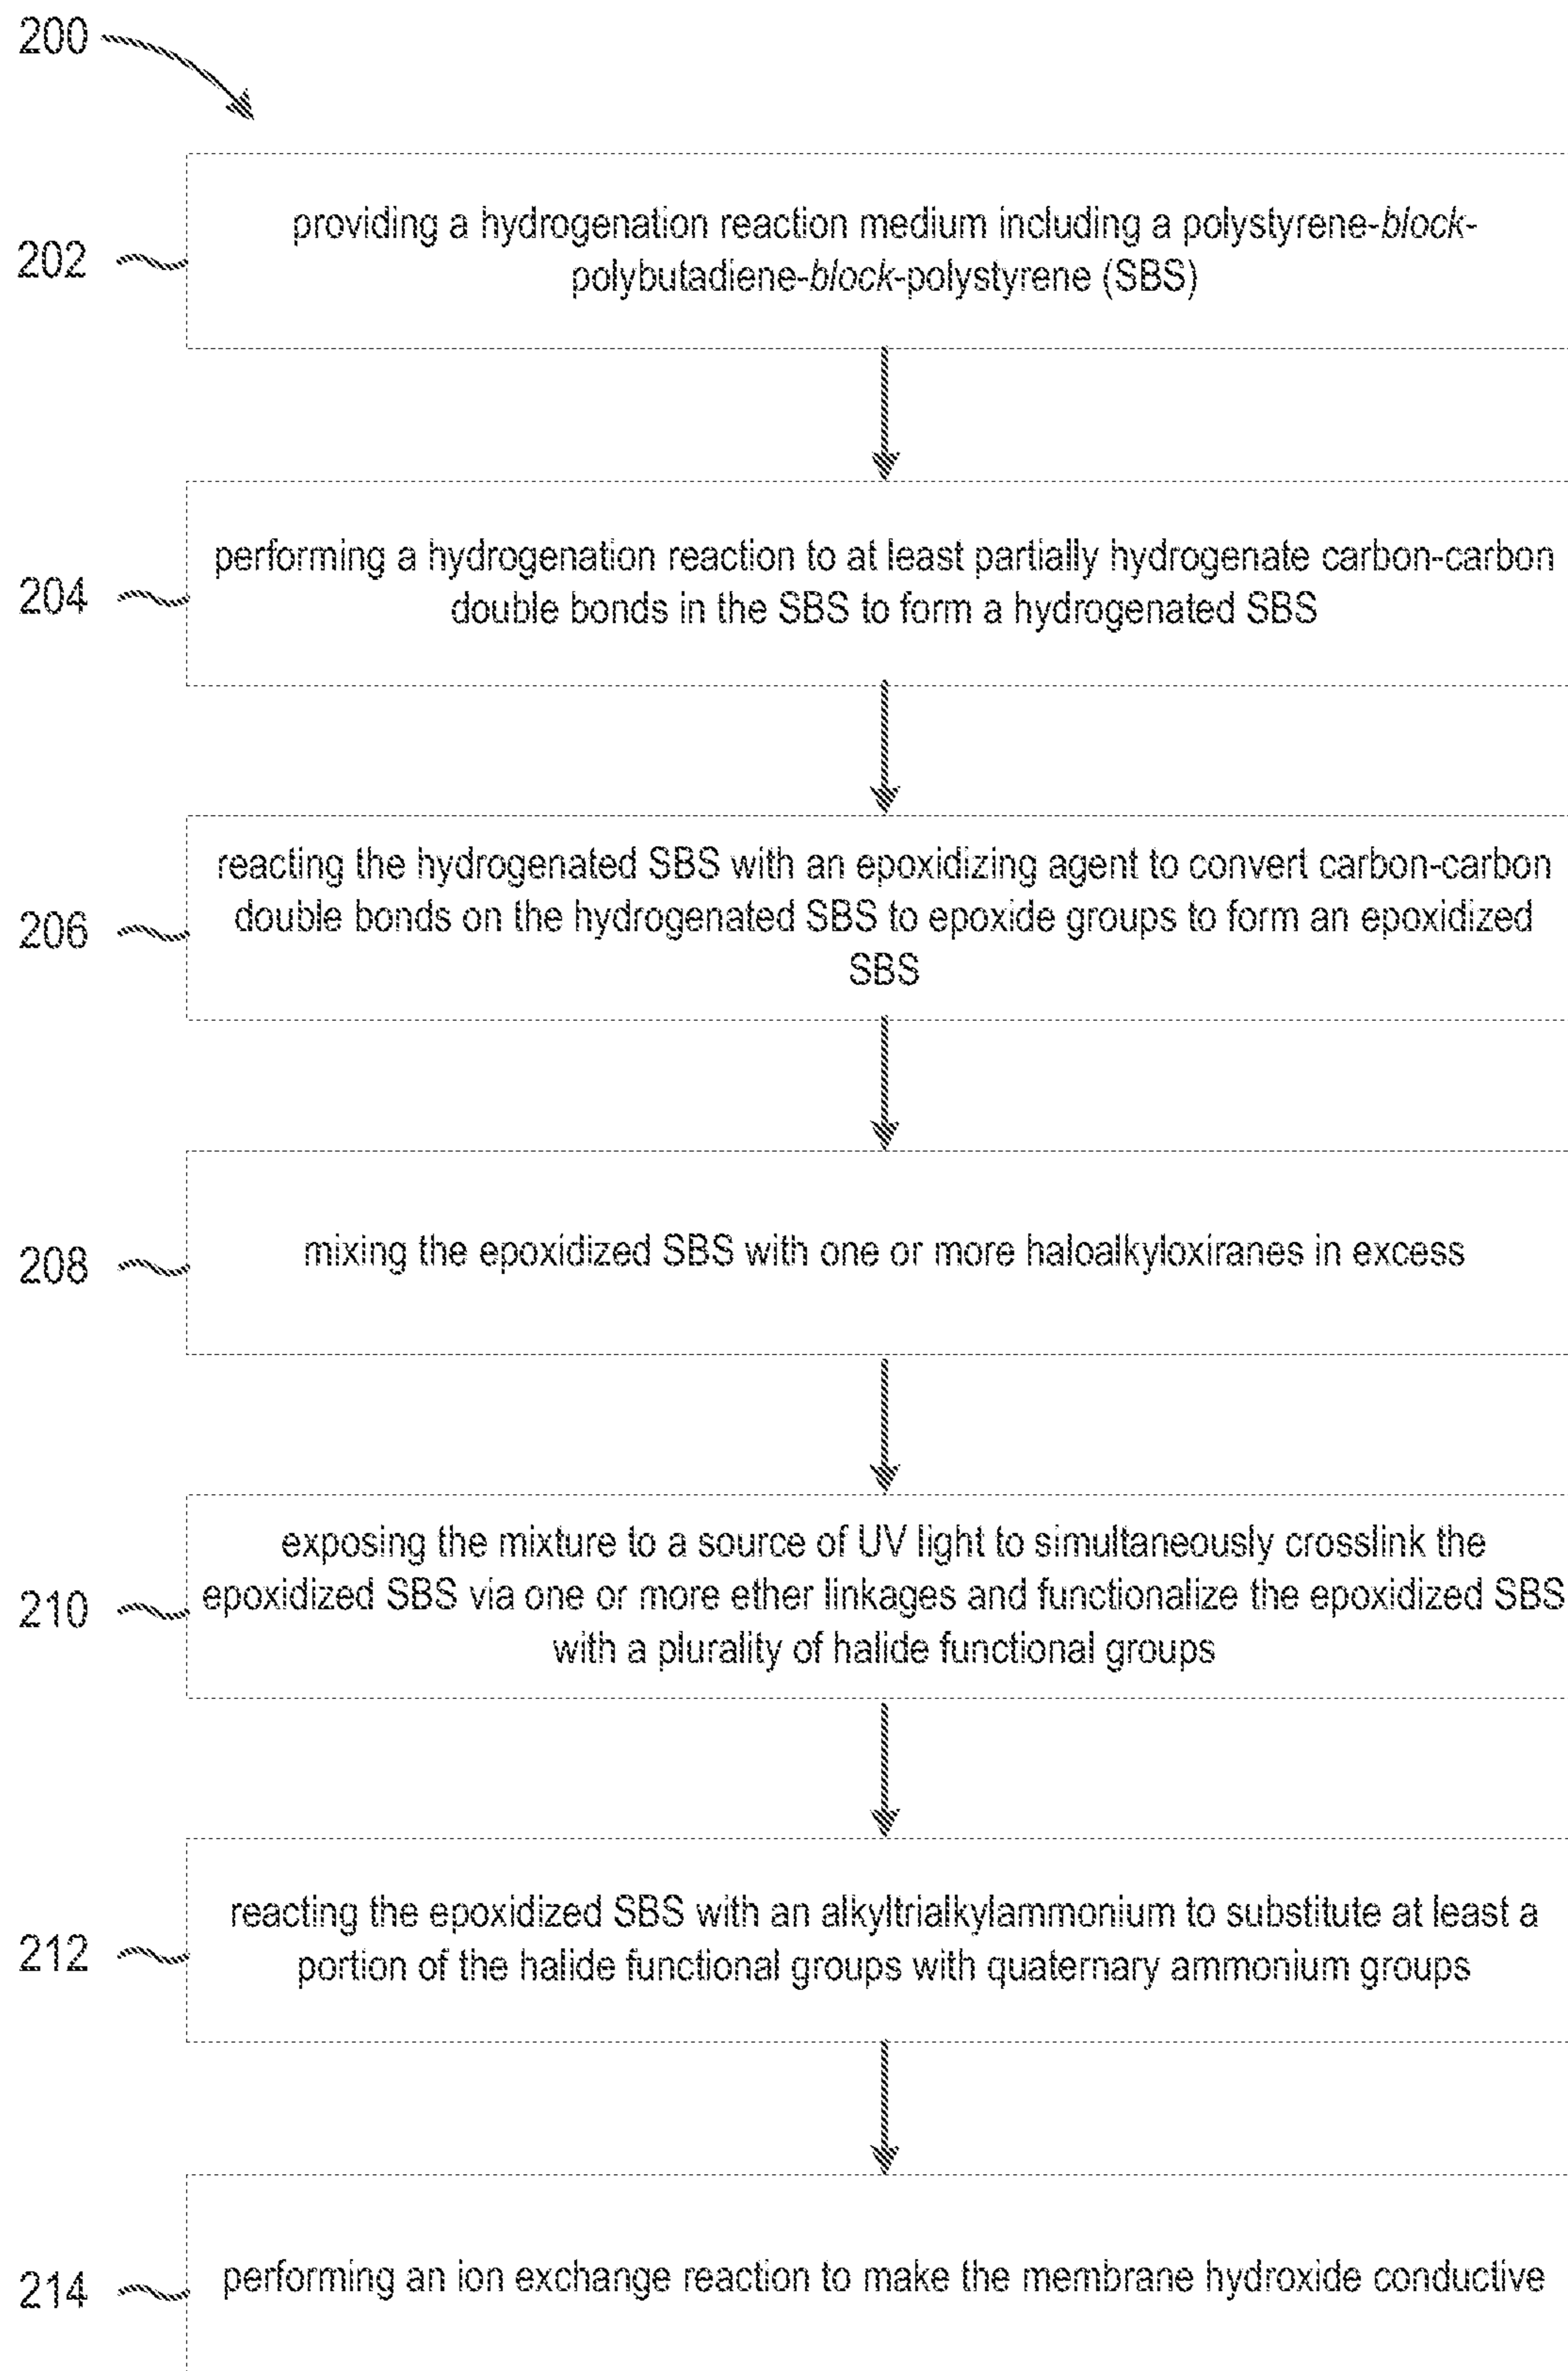 200
202
providing a hydrogenation reaction medium including a polystyrene-block-
polybutadiene-block-polystyrene (SBS)
204
performing a hydrogenation reaction to at least partially hydrogenate carbon-carbon
double bonds in the SBS to form a hydrogenated SBS
206
reacting the hydrogenated SBS with an epoxidizing agent to convert carbon-carbon
double bonds on the hydrogenated SBS to epoxide groups to form an epoxidized
SBS
208
mixing the epoxidized SBS with one or more haloalkyloxiranes in excess
210
exposing the mixture to a source of UV light to simultaneously crosslink the
epoxidized SBS via one or more ether linkages and functionalize the epoxidized SBS
with a plurality of halide functional groups
212
reacting the epoxidized SBS with an alkyltrialkylammonium to substitute at least a
portion of the halide functional groups with quaternary ammonium groups
214
performing an ion exchange reaction to make the membrane hydroxide conductive